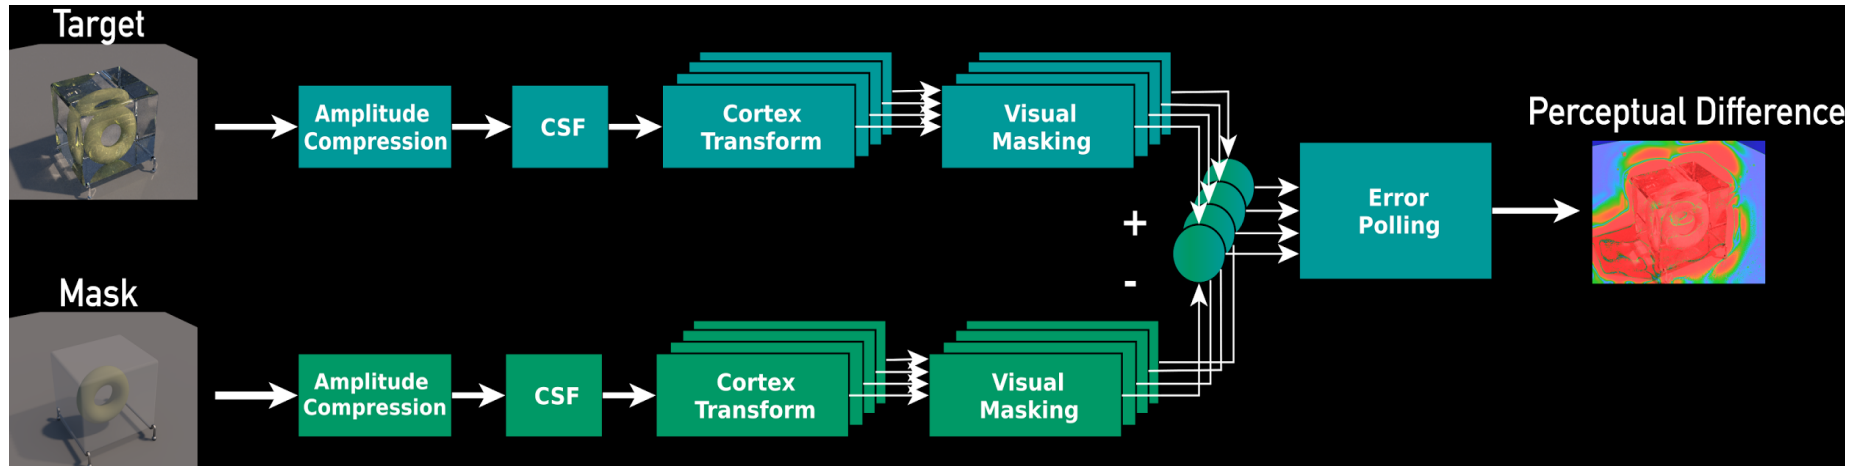 Target
Amplitude
Compression
CSF
Cortex
Transform
Visual
Masking
+
-
Error
Polling
Perceptual Difference
Mask
Amplitude
Compression
CSF
Cortex
Transform
Visual
Masking